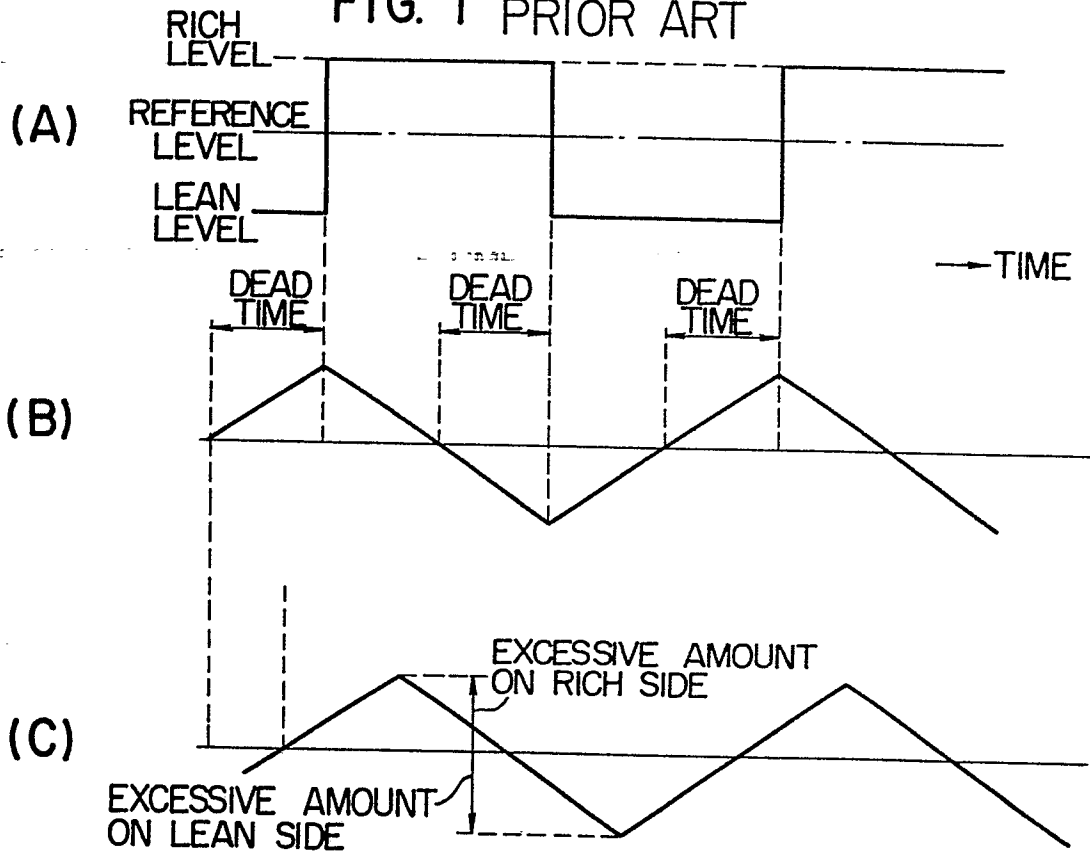 FIG. 1 PRIOR ART
RICH
LEVEL
(A)
REFERENCE
LEVEL
LEAN
LEVEL
TIME
DEAD
TIME
DEAD
TIME
DEAD
TIME
(B)
EXCESSIVE AMOUNT
ON RICH SIDE
(C)
EXCESSIVE AMOUNT
ON LEAN SIDE